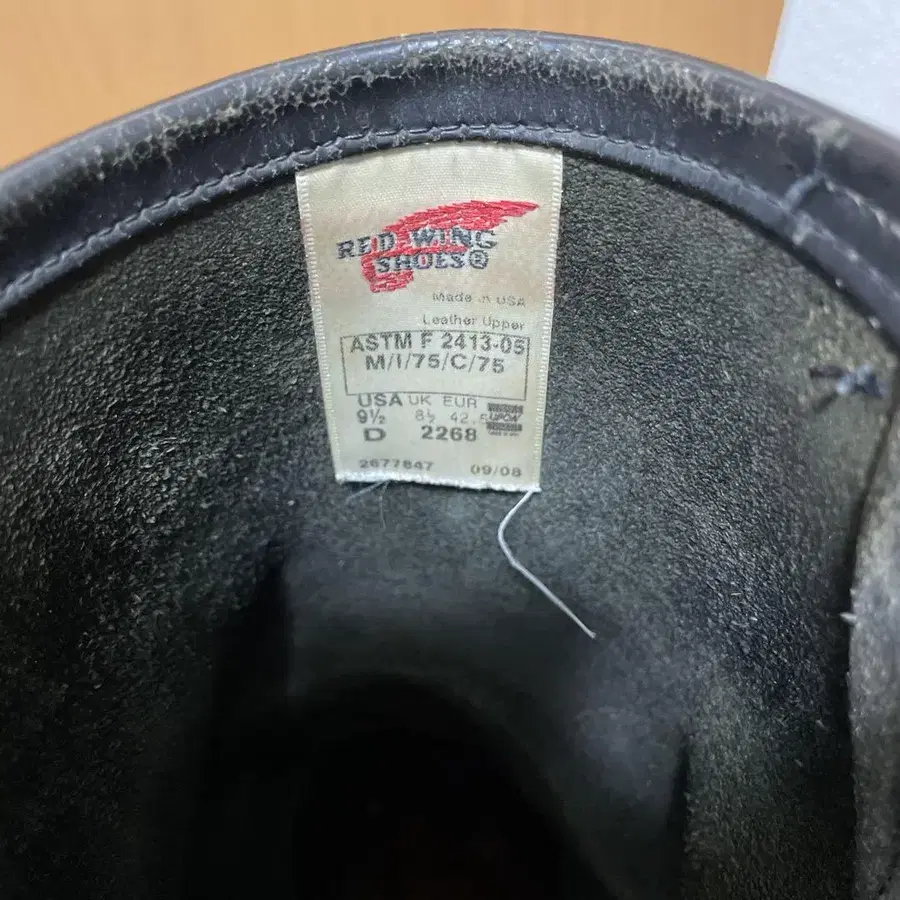 RED WING
SHOES®
Made in USA
Leather Upper
ASTM F 2413-05
M/I/75/C/75
USA UK EUR
9½ 8½ 42.5
D 2268
2677847 09/08